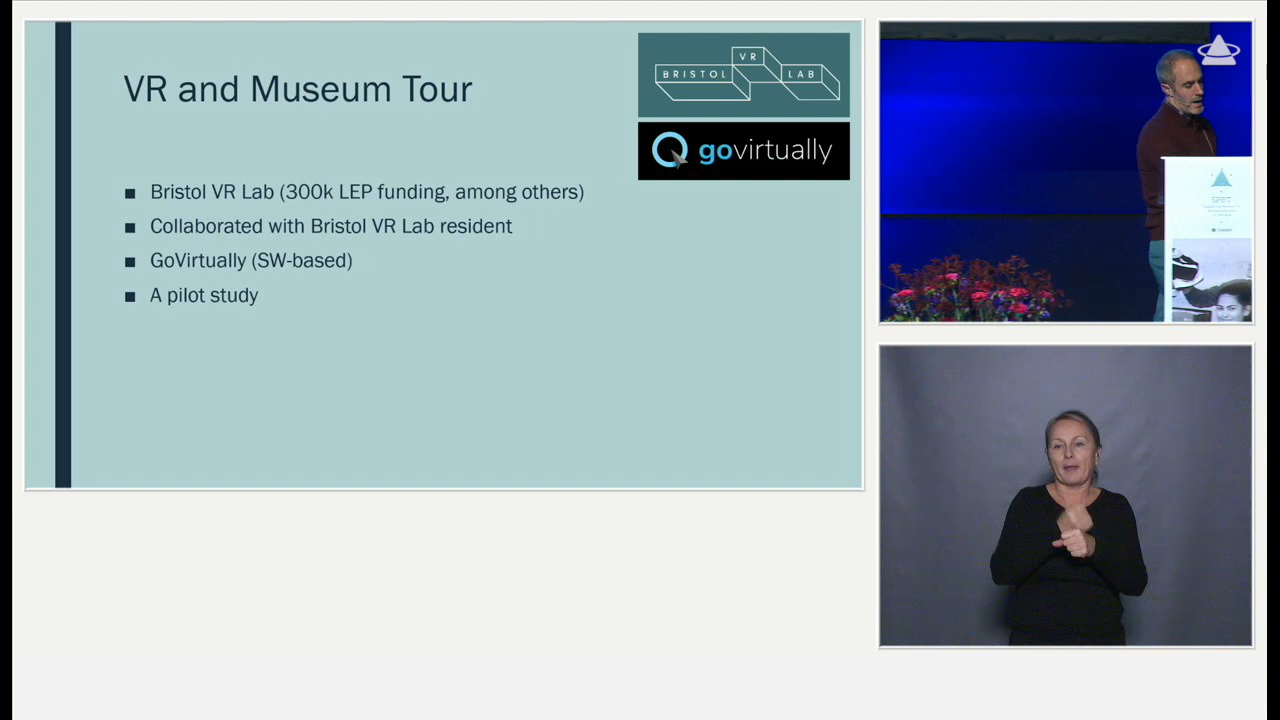 VR and Museum Tour
BRISTOL VR LAB
govirtually
■ Bristol VR Lab (300k LEP funding, among others)
■ Collaborated with Bristol VR Lab resident
■ GoVirtually (SW-based)
■ A pilot study